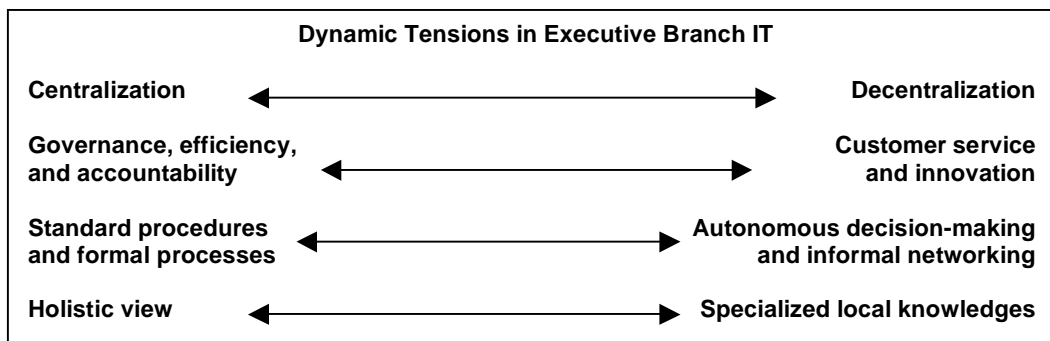 Dynamic Tensions in Executive Branch IT
Centralization Decentralization
Governance, efficiency, Customer service
and accountability and innovation
Standard procedures Autonomous decision-making
and formal processes and informal networking
Holistic view Specialized local knowledges